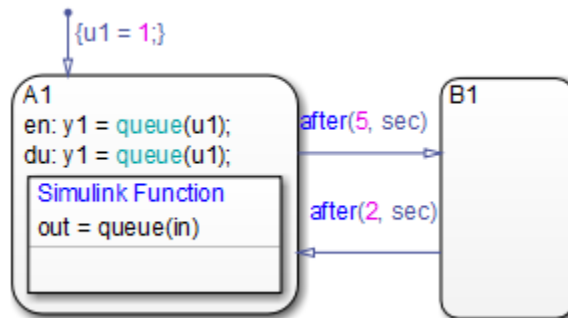 {u1 = 1;}
A1
en: y1 = queue(u1);
du: y1 = queue(u1);
Simulink Function
out = queue(in)
after(5, sec)
after(2, sec)
B1